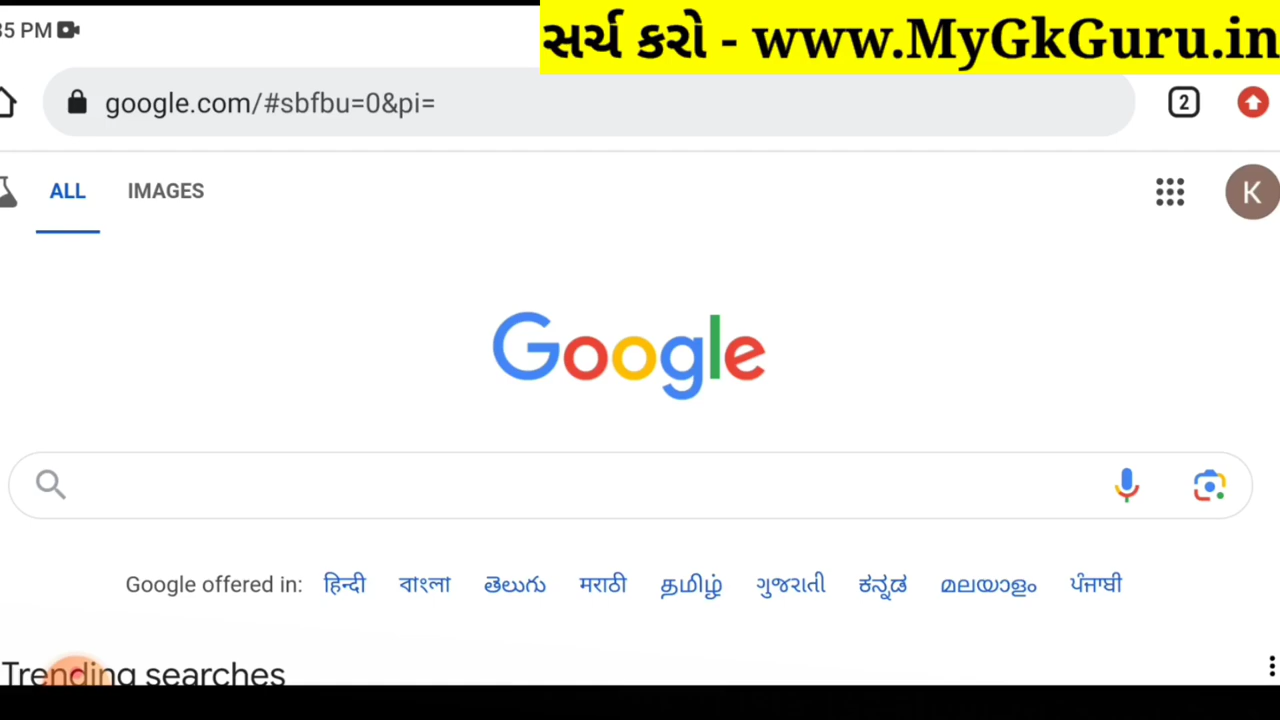 35 PM
સર્ચ કરો - www.MyGkGuru.in
google.com/#sbfbu=0&pi=
2
ALL IMAGES
K
Google
Google offered in: हिन्दी বাংলা తెలుగు मराठी தமிழ் ગુજરાતી ಕನ್ನಡ മലയാളം ਪੰਜਾਬੀ
Trending searches